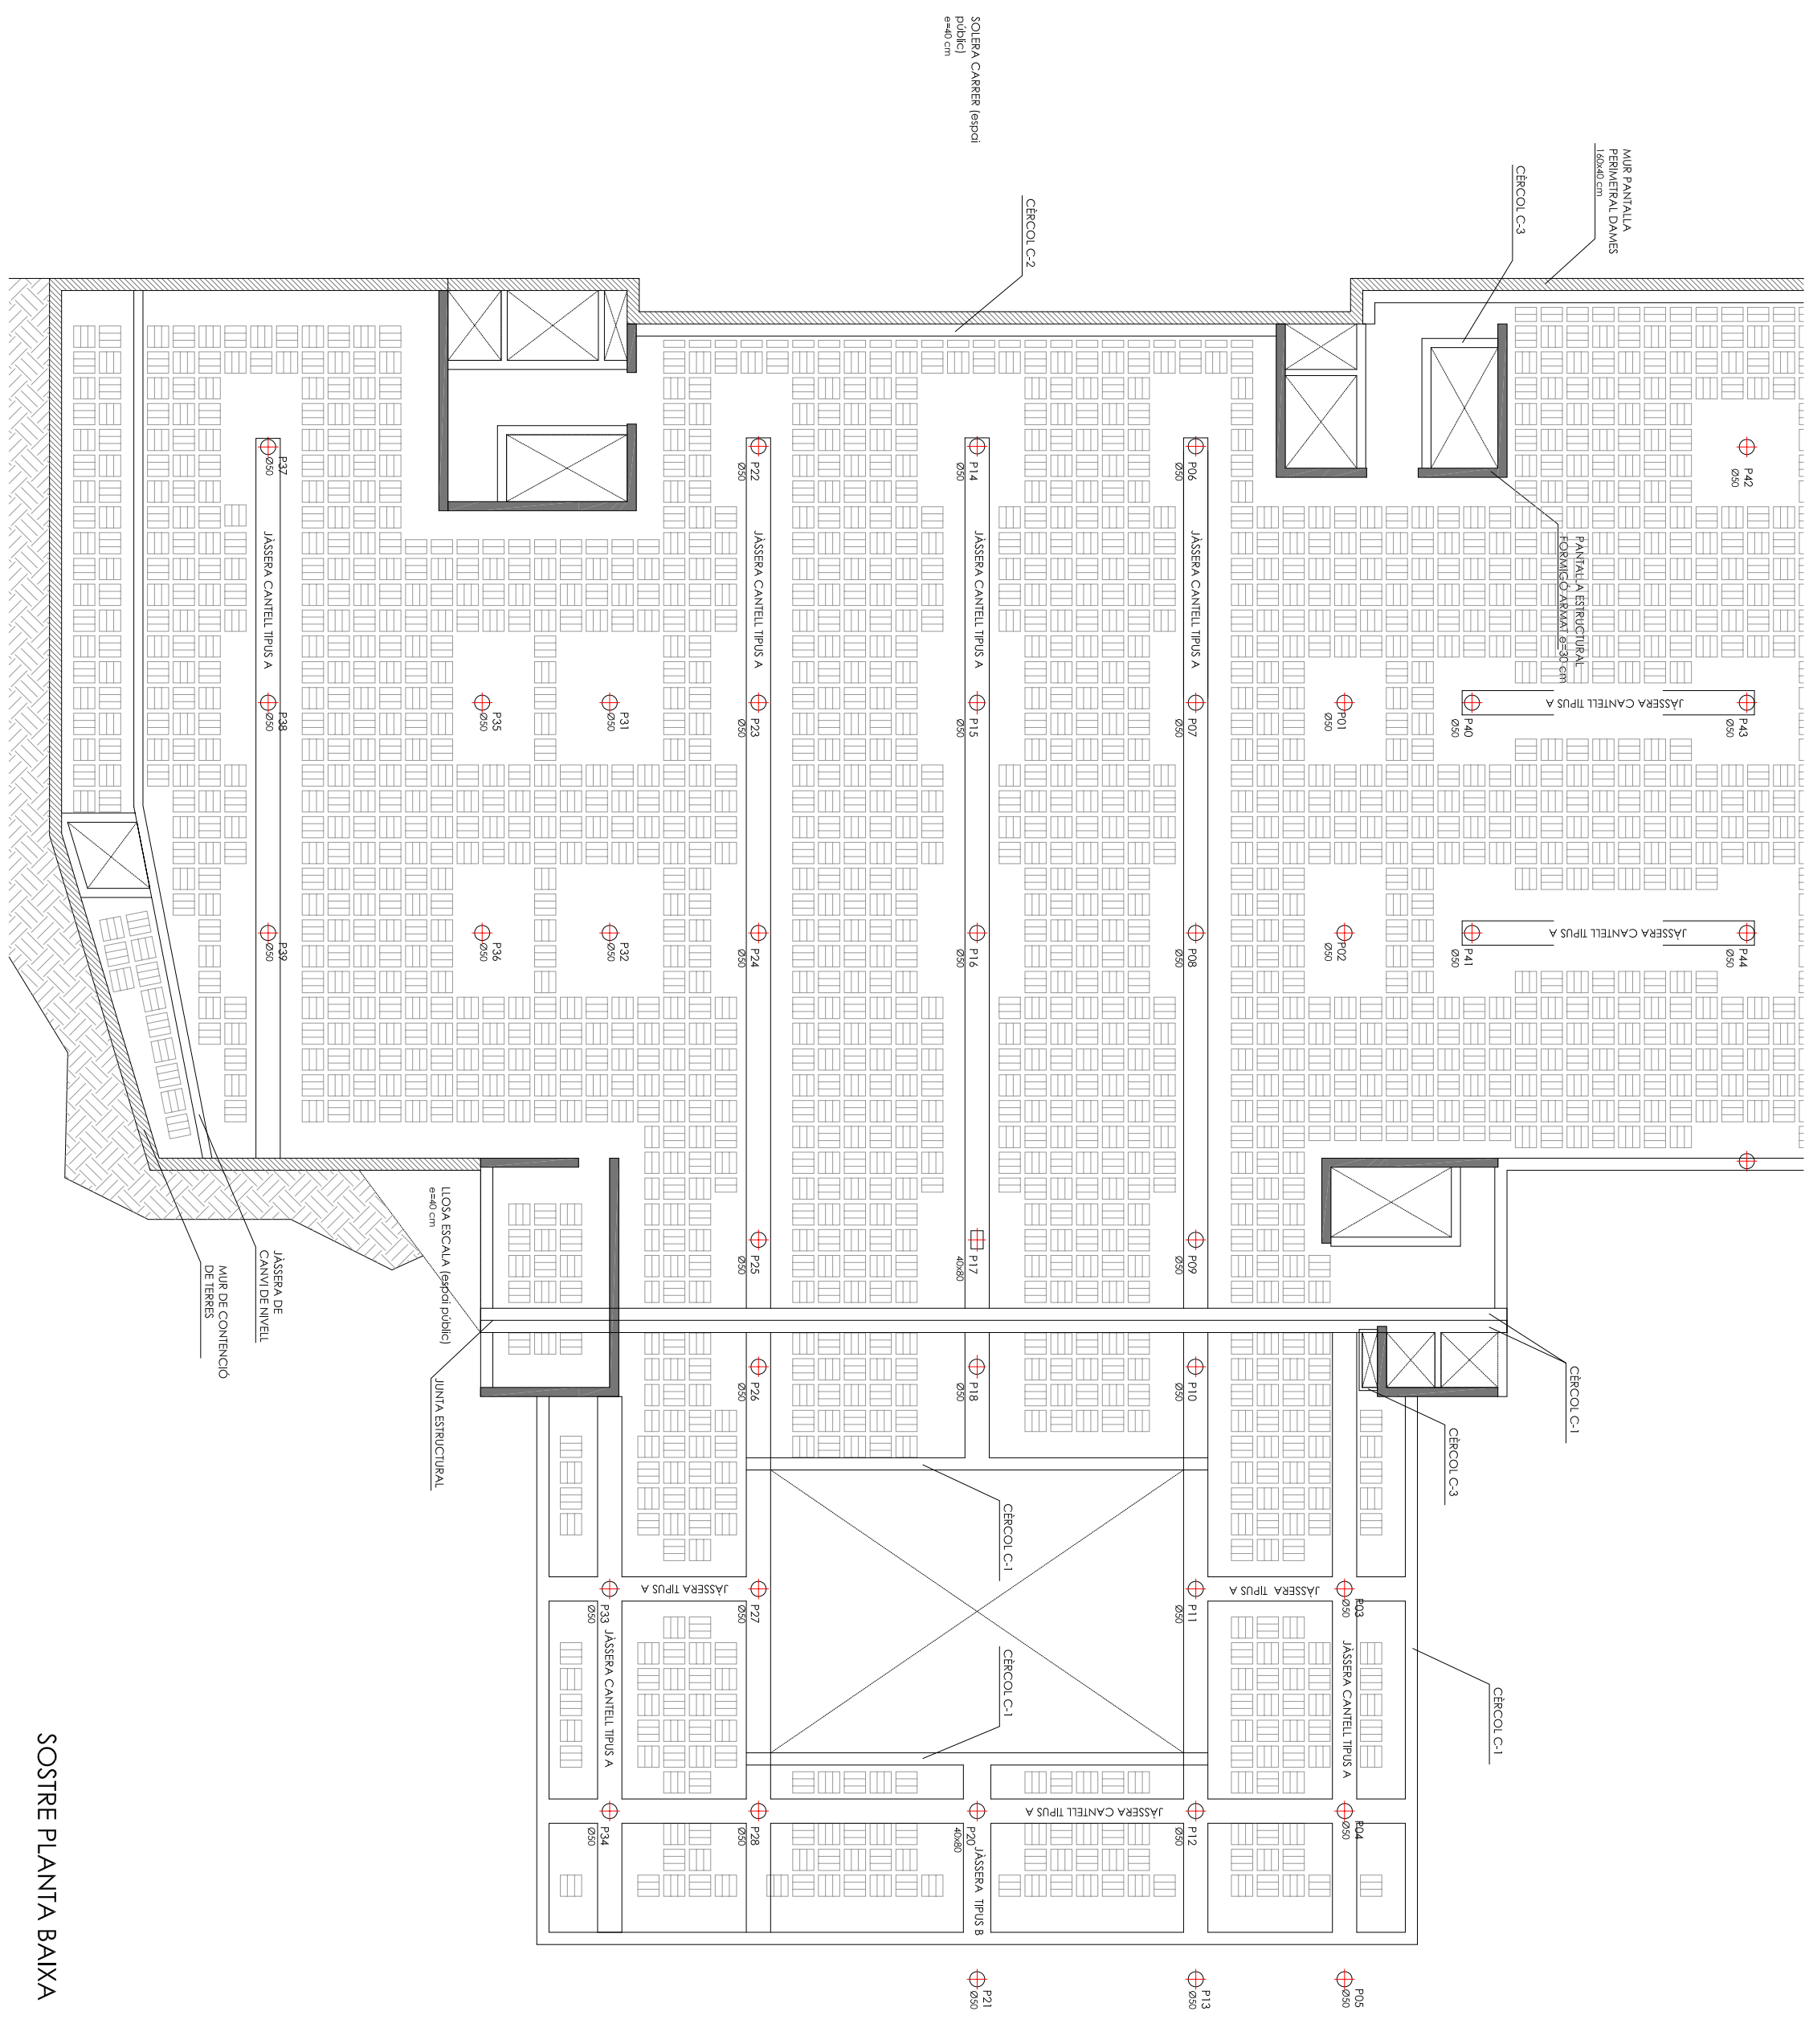 SOLERA CARRER (espai
públic)
e=40 cm
MUR PANTALLA
PERIMETRAL DAMES
160x40 cm
CÈRCOL C-3
CÈRCOL C-2
P37
Ø50
P22
Ø50
P14
Ø50
P06
Ø50
P42
Ø50
JÀSSERA CANTELL TIPUS A
JÀSSERA CANTELL TIPUS A
JÀSSERA CANTELL TIPUS A
JÀSSERA CANTELL TIPUS A
PANTALLA ESTRUCTURAL
FORMIGÓ ARMAT e=30 cm
P38
Ø50
P35
Ø50
P31
Ø50
P23
Ø50
P15
Ø50
P07
Ø50
P01
Ø50
P40
Ø50
JÀSSERA CANTELL TIPUS A
P43
Ø50
P39
Ø50
P36
Ø50
P32
Ø50
P24
Ø50
P16
Ø50
P08
Ø50
P02
Ø50
P41
Ø50
JÀSSERA CANTELL TIPUS A
P44
Ø50
LLOSA ESCALA (espai públic)
e=40 cm
JÀSSERA DE
CANVI DE NIVELL
MUR DE CONTENCIÓ
DE TERRES
P25
Ø50
P17
40x80
P09
Ø50
JUNTA ESTRUCTURAL
P26
Ø50
P18
Ø50
P10
Ø50
CÈRCOL C-1
CÈRCOL C-3
CÈRCOL C-1
JÀSSERA TIPUS A
JÀSSERA TIPUS A
P33
Ø50
P27
Ø50
P11
Ø50
P03
Ø50
JÀSSERA CANTELL TIPUS A
CÈRCOL C-1
JÀSSERA CANTELL TIPUS A
CÈRCOL C-1
JÀSSERA CANTELL TIPUS A
P34
Ø50
P28
Ø50
P20
40x80
JÀSSERA TIPUS B
P12
Ø50
P04
Ø50
P21
Ø50
P13
Ø50
P05
Ø50
SOSTRE PLANTA BAIXA